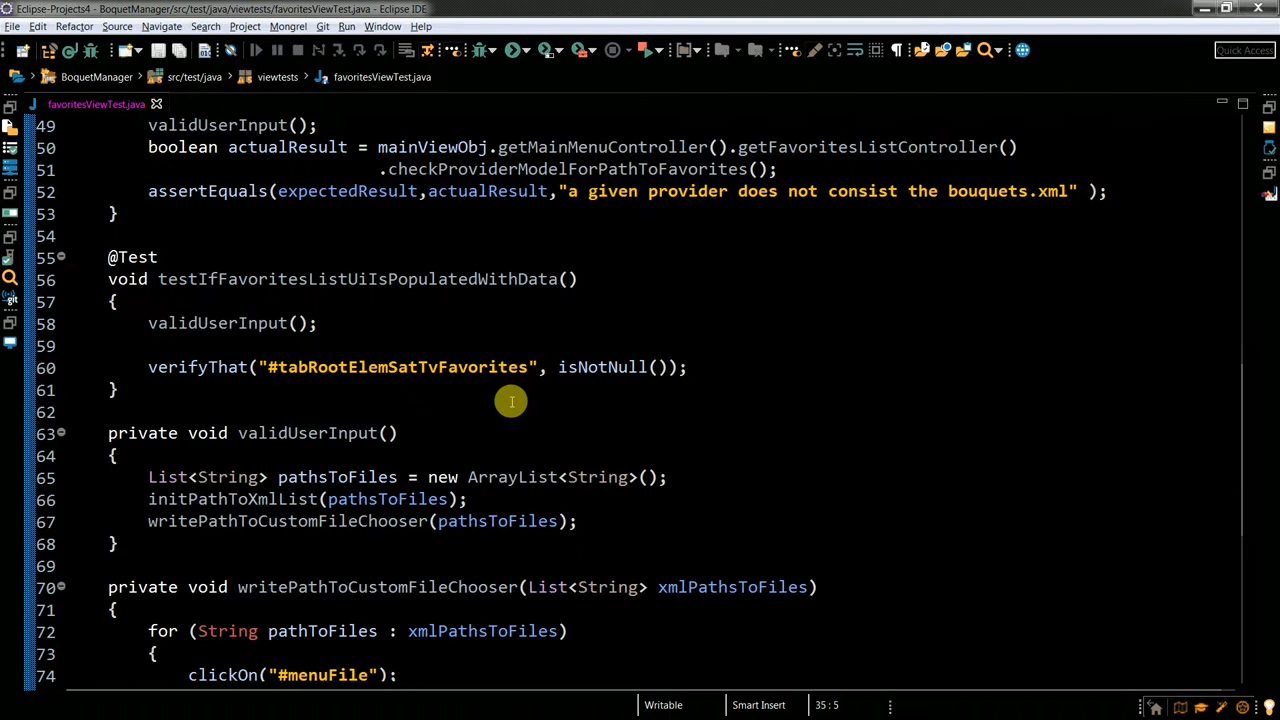 Eclipse-Projects4 - BoquetManager/src/test/java/viewtests/favoritesViewTest.java - Eclipse IDE
File Edit Refactor Source Navigate Search Project Mongrel Git Run Window Help
Quick Access
BoquetManager src/test/java viewtests favoritesViewTest.java
favoritesViewTest.java
49 validUserInput();
50 boolean actualResult = mainViewObj.getMainMenuController().getFavoritesListController()
51 .checkProviderModelForPathToFavorites();
52 assertEquals(expectedResult,actualResult,"a given provider does not consist the bouquets.xml" );
53 }
54
55 @Test
56 void testIfFavoritesListUiIsPopulatedWithData()
57 {
58 validUserInput();
59
60 verifyThat("#tabRootElemSatTvFavorites", isNotNull());
61 }
62
63 private void validUserInput()
64 {
65 List<String> pathsToFiles = new ArrayList<String>();
66 initPathToXmlList(pathsToFiles);
67 writePathToCustomFileChooser(pathsToFiles);
68 }
69
70 private void writePathToCustomFileChooser(List<String> xmlPathsToFiles)
71 {
72 for (String pathToFiles : xmlPathsToFiles)
73 {
74 clickOn("#menuFile");
Writable Smart Insert 35 : 5